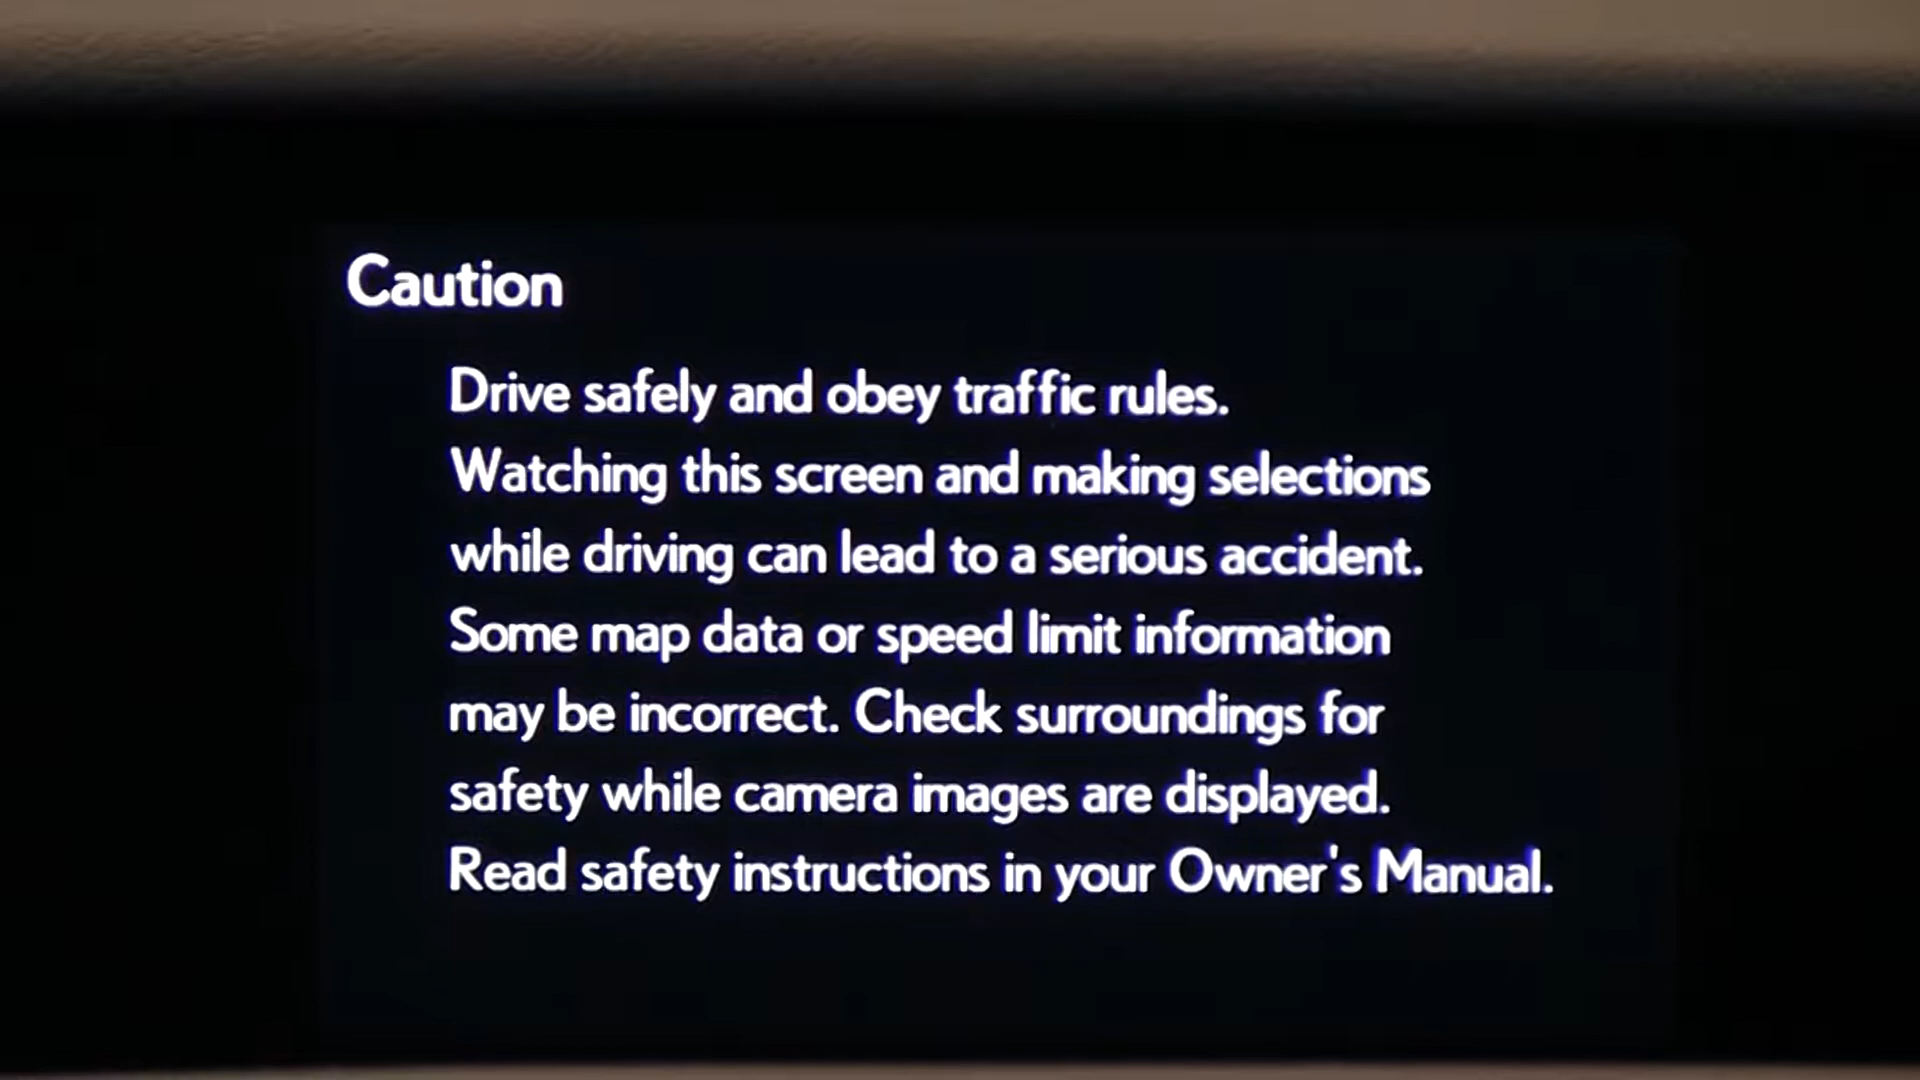 Caution
Drive safely and obey traffic rules.
Watching this screen and making selections
while driving can lead to a serious accident.
Some map data or speed limit information
may be incorrect. Check surroundings for
safety while camera images are displayed.
Read safety instructions in your Owner's Manual.